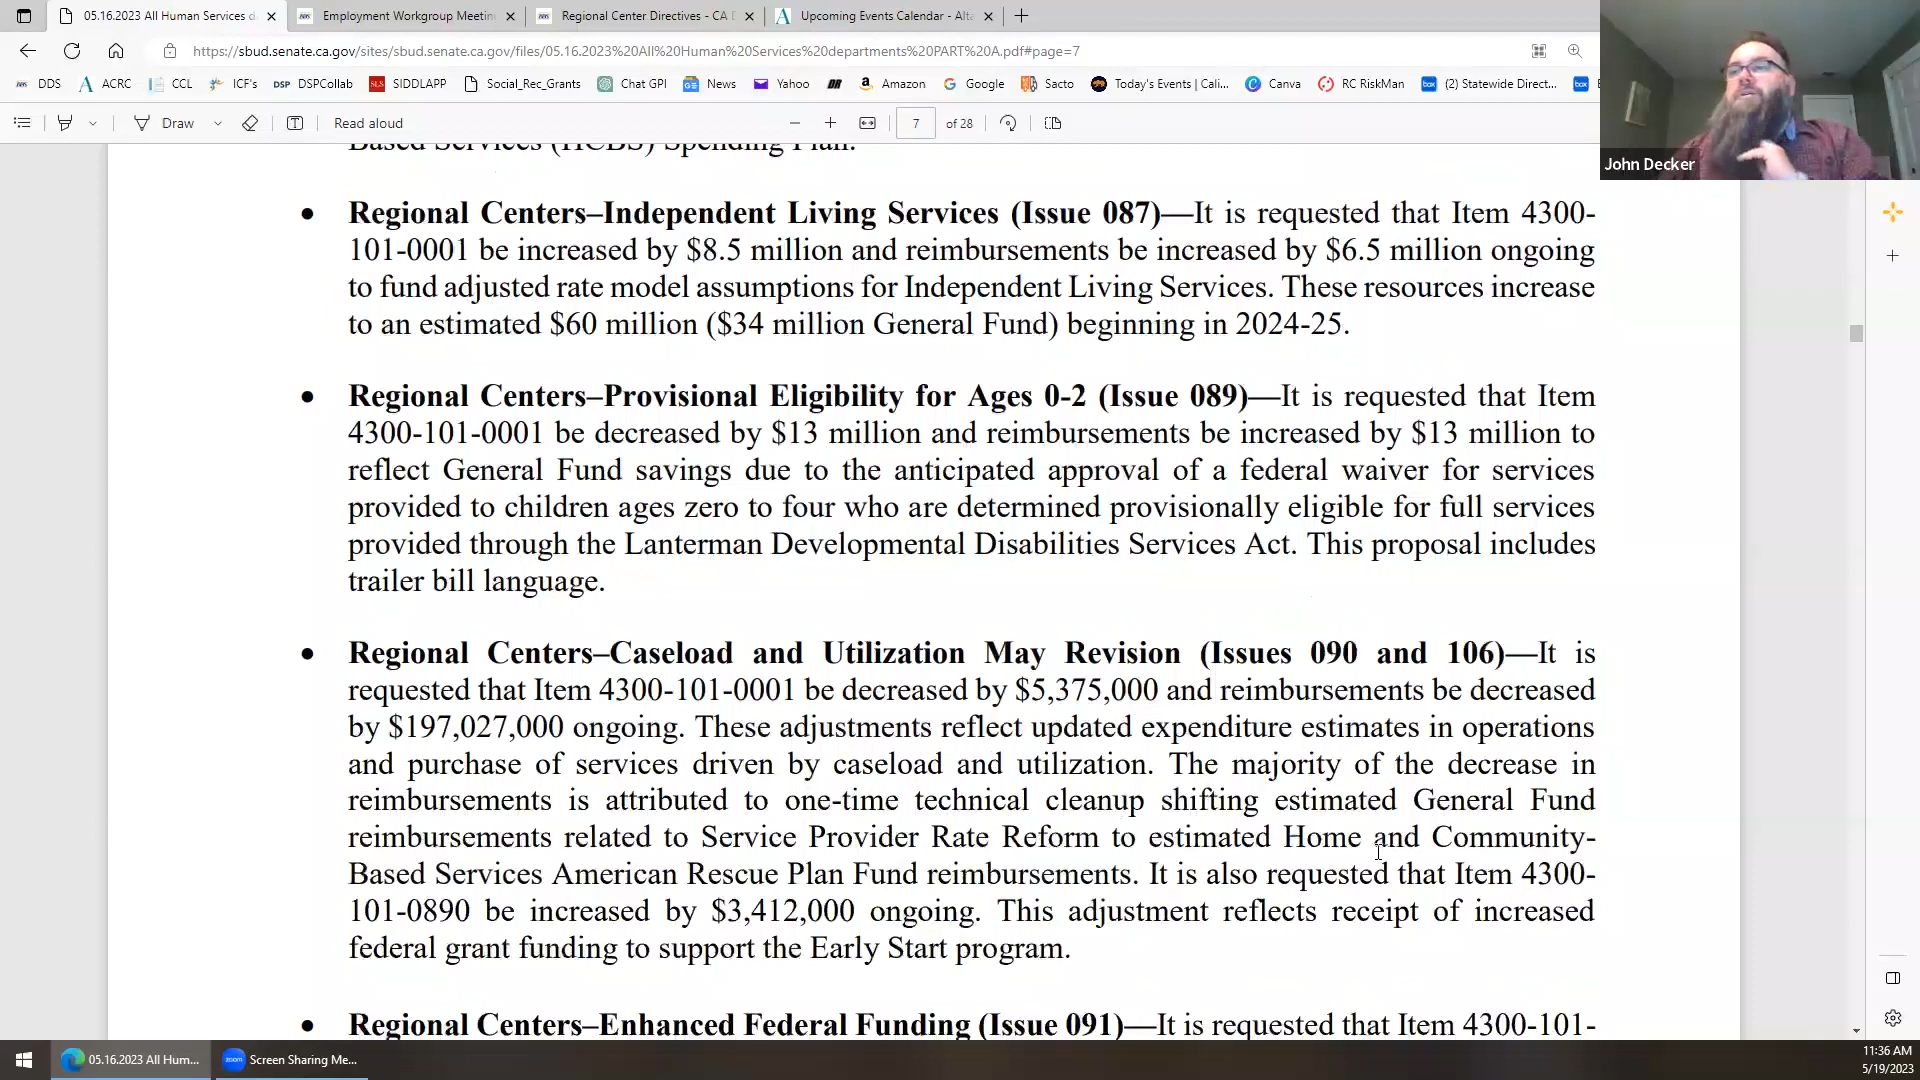 05.16.2023 All Human Services d
Employment Workgroup Meetin
Regional Center Directives - CA
Upcoming Events Calendar - Alta
https://sbud.senate.ca.gov/sites/sbud.senate.ca.gov/files/05.16.2023%20All%20Human%20Services%20departments%20PART%20A.pdf#page=7
DDS ACRC CCL ICF's DSP DSPCollab SLS SIDDLAPP Social_Rec_Grants Chat GPI News Yahoo Amazon Google Sacto Today's Events | Cali... Canva RC RiskMan box (2) Statewide Direct... box
Draw Read aloud 7 of 28
John Decker
Based Services (HCBS) Spending Plan.
• Regional Centers–Independent Living Services (Issue 087)—It is requested that Item 4300-
101-0001 be increased by $8.5 million and reimbursements be increased by $6.5 million ongoing
to fund adjusted rate model assumptions for Independent Living Services. These resources increase
to an estimated $60 million ($34 million General Fund) beginning in 2024-25.
• Regional Centers–Provisional Eligibility for Ages 0-2 (Issue 089)—It is requested that Item
4300-101-0001 be decreased by $13 million and reimbursements be increased by $13 million to
reflect General Fund savings due to the anticipated approval of a federal waiver for services
provided to children ages zero to four who are determined provisionally eligible for full services
provided through the Lanterman Developmental Disabilities Services Act. This proposal includes
trailer bill language.
• Regional Centers–Caseload and Utilization May Revision (Issues 090 and 106)—It is
requested that Item 4300-101-0001 be decreased by $5,375,000 and reimbursements be decreased
by $197,027,000 ongoing. These adjustments reflect updated expenditure estimates in operations
and purchase of services driven by caseload and utilization. The majority of the decrease in
reimbursements is attributed to one-time technical cleanup shifting estimated General Fund
reimbursements related to Service Provider Rate Reform to estimated Home and Community-
Based Services American Rescue Plan Fund reimbursements. It is also requested that Item 4300-
101-0890 be increased by $3,412,000 ongoing. This adjustment reflects receipt of increased
federal grant funding to support the Early Start program.
• Regional Centers–Enhanced Federal Funding (Issue 091)—It is requested that Item 4300-101-
05.16.2023 All Hum...
zoom Screen Sharing Me...
11:36 AM
5/19/2023